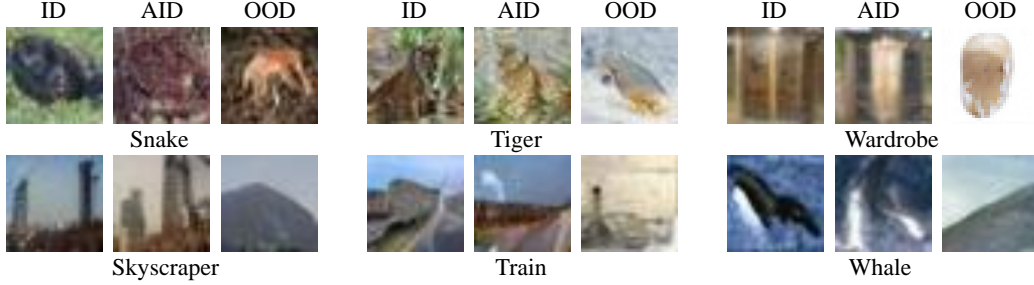 ID AID OOD ID AID OOD ID AID OOD
Snake Tiger Wardrobe
Skyscraper Train Whale